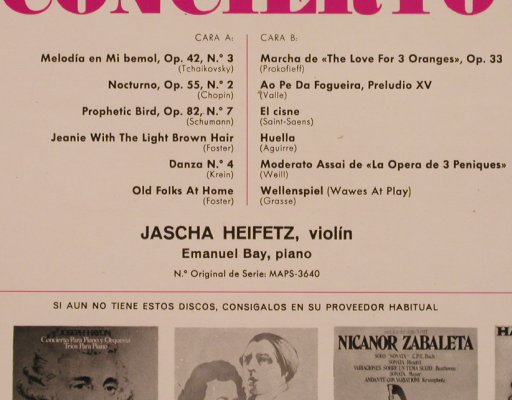 CONCIERTO
CARA A:
Melodía en Mi bemol, Op. 42, N.º 3
(Tchaikovsky)
Nocturno, Op. 55, N.º 2
(Chopin)
Prophetic Bird, Op. 82, N.º 7
(Schumann)
Jeanie With The Light Brown Hair
(Foster)
Danza N.º 4
(Krein)
Old Folks At Home
(Foster)
CARA B:
Marcha de «The Love For 3 Oranges», Op. 33
(Prokofieff)
Ao Pe Da Fogueira, Preludio XV
(Valle)
El cisne
(Saint-Saens)
Huella
(Aguirre)
Moderato Assai de «La Opera de 3 Peniques»
(Weill)
Wellenspiel (Wawes At Play)
(Grasse)
JASCHA HEIFETZ, violín
Emanuel Bay, piano
N.º Original de Serie: MAPS-3640
SI AUN NO TIENE ESTOS DISCOS, CONSIGALOS EN SU PROVEEDOR HABITUAL
JOSEPH HAYDN
Concierto Para Piano y Orquesta
Trios Para Piano
NICANOR ZABALETA
SOLO "SONATA" C.P.E. Bach
SONATA Rosetti
VARIACIONES SOBRE UN TEMA SUIZO Beethoven
SONATA
ANDANTE CON VARIACIONES Krumpholtz